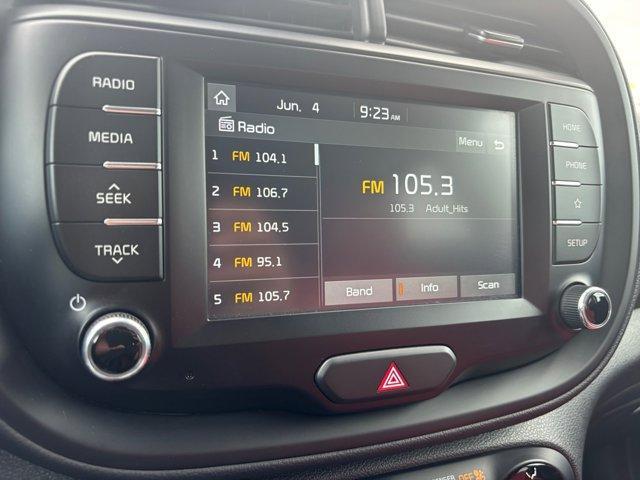 RADIO
MEDIA
SEEK
TRACK
Jun. 4 9:23 AM
Radio
Menu
1 FM 104.1
2 FM 106.7
3 FM 104.5
4 FM 95.1
5 FM 105.7
FM 105.3
105.3 Adult_Hits
Band Info Scan
HOME
PHONE
SETUP
OFF